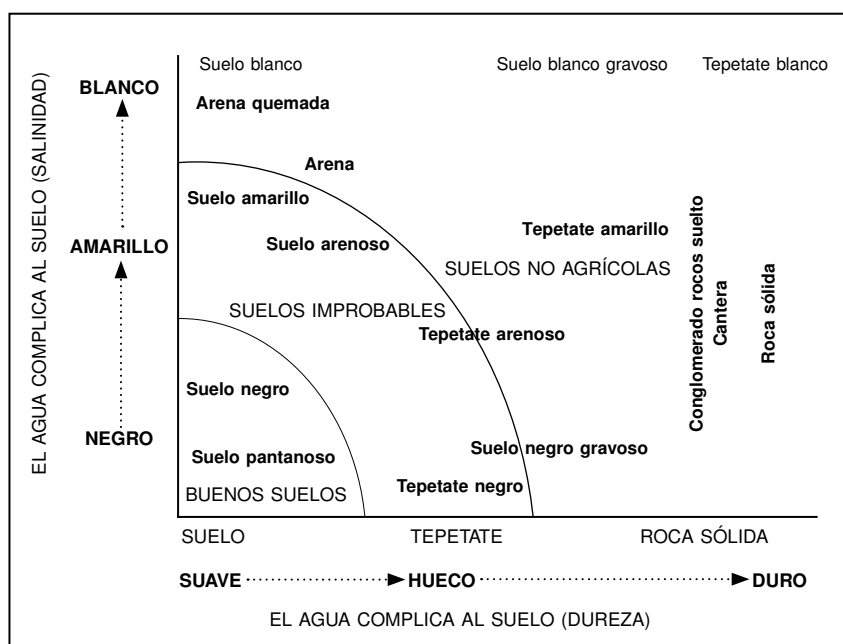 Suelo blanco
Suelo blanco gravoso
Tepetate blanco
BLANCO
Arena quemada
Arena
Suelo amarillo
AMARILLO
Suelo arenoso
Tepetate amarillo
SUELOS NO AGRÍCOLAS
SUELOS IMPROBABLES
Tepetate arenoso
Conglomerado rocos suelto
Cantera
Roca sólida
Suelo negro
NEGRO
Suelo pantanoso
Suelo negro gravoso
BUENOS SUELOS
Tepetate negro
EL AGUA COMPLICA AL SUELO (SALINIDAD)
SUELO
TEPETATE
ROCA SÓLIDA
SUAVE
HUECO
DURO
EL AGUA COMPLICA AL SUELO (DUREZA)